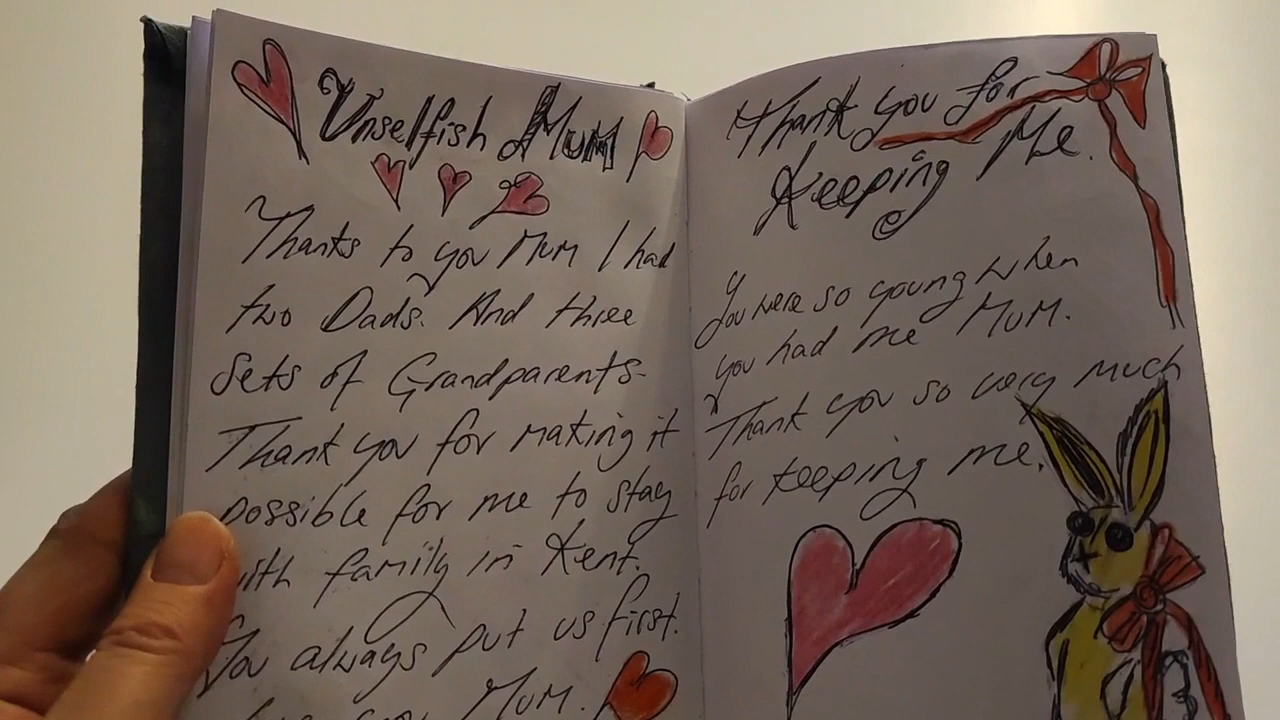 Unselfish Mum
Thanks to you Mum I had
two Dads. And three
Sets of Grandparents-
Thank you for making it
possible for me to stay
with family in Kent.
You always put us first.
you Mum.
Thank you for
Keeping Me.
You were so young when
you had me Mum.
Thank you so very much
for keeping me.